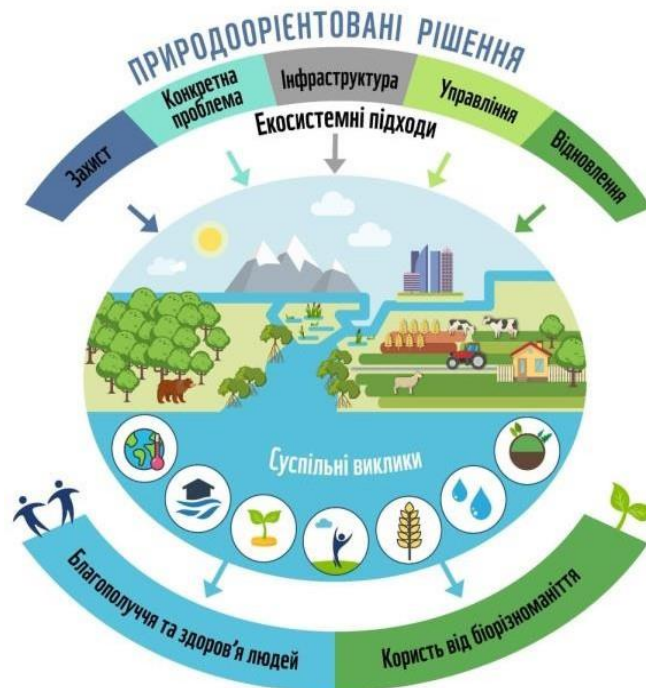 ПРИРОДООРІЄНТОВАНІ РІШЕННЯ
Захист
Конкретна
проблема
Інфраструктура
Управління
Відновлення
Екосистемні підходи
Суспільні виклики
Благополуччя та здоров'я людей
Користь від біорізноманіття